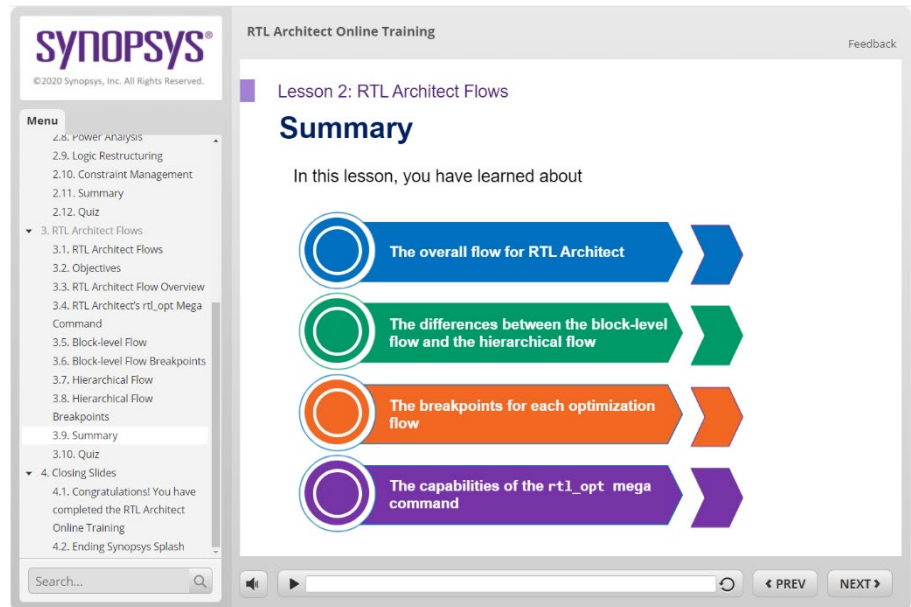 SYNOPSYS®
©2020 Synopsys, Inc. All Rights Reserved.
Menu
2.8. Power Analysis
2.9. Logic Restructuring
2.10. Constraint Management
2.11. Summary
2.12. Quiz
3. RTL Architect Flows
3.1. RTL Architect Flows
3.2. Objectives
3.3. RTL Architect Flow Overview
3.4. RTL Architect's rtl_opt Mega
Command
3.5. Block-level Flow
3.6. Block-level Flow Breakpoints
3.7. Hierarchical Flow
3.8. Hierarchical Flow
Breakpoints
3.9. Summary
3.10. Quiz
4. Closing Slides
4.1. Congratulations! You have
completed the RTL Architect
Online Training
4.2. Ending Synopsys Splash
Search...
RTL Architect Online Training
Feedback
Lesson 2: RTL Architect Flows
Summary
In this lesson, you have learned about
The overall flow for RTL Architect
The differences between the block-level
flow and the hierarchical flow
The breakpoints for each optimization
flow
The capabilities of the rtl_opt mega
command
PREV
NEXT